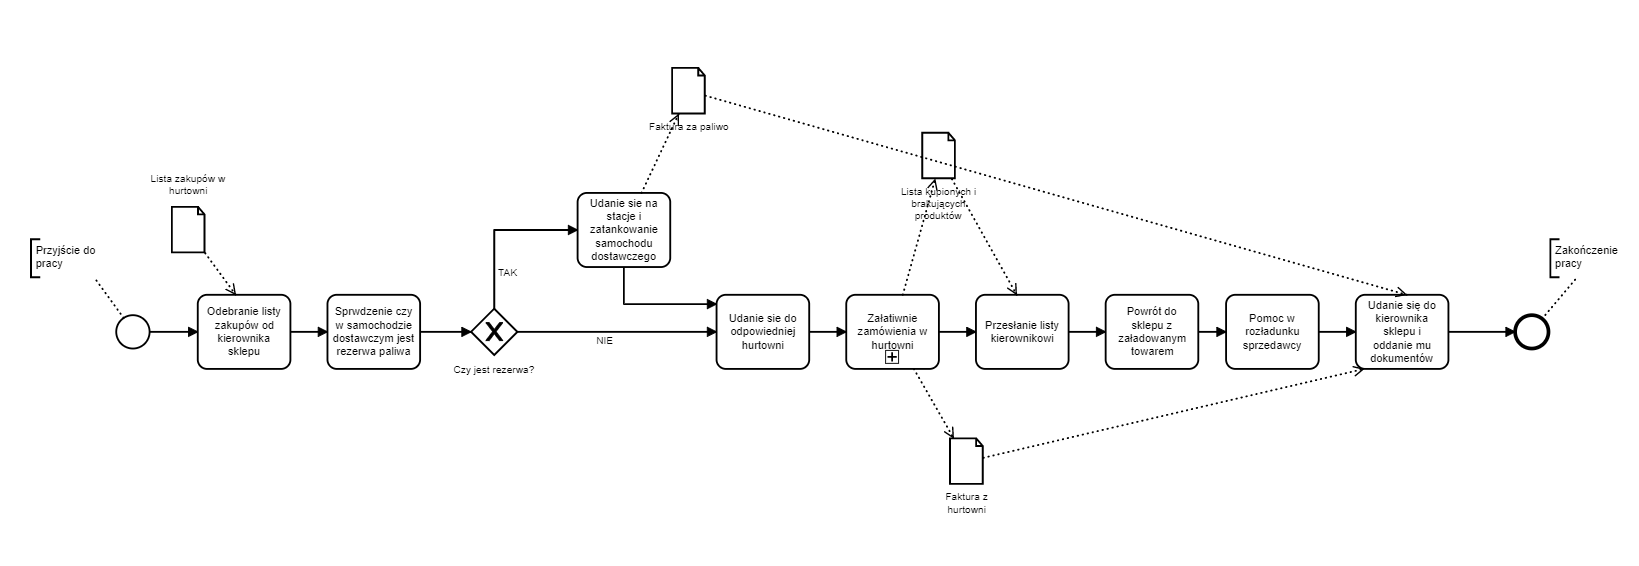 Faktura za paliwo
Lista zakupów w
hurtowni
Przyjście do
pracy
Lista kubionych i
brakujących
produktów
Udanie sie na
stacje i
zatankowanie
samochodu
dostawczego
Zakończenie
pracy
TAK
Odebranie listy
zakupów od
kierownika
sklepu
Sprwdzenie czy
w samochodzie
dostawczym jest
rezerwa paliwa
X
Czy jest rezerwa?
NIE
Udanie sie do
odpowiedniej
hurtowni
Załatiwnie
zamówienia w
hurtowni
Przesłanie listy
kierownikowi
Powrót do
sklepu z
załadowanym
towarem
Pomoc w
rozładunku
sprzedawcy
Udanie się do
kierownika
sklepu i
oddanie mu
dokumentów
Faktura z
hurtowni